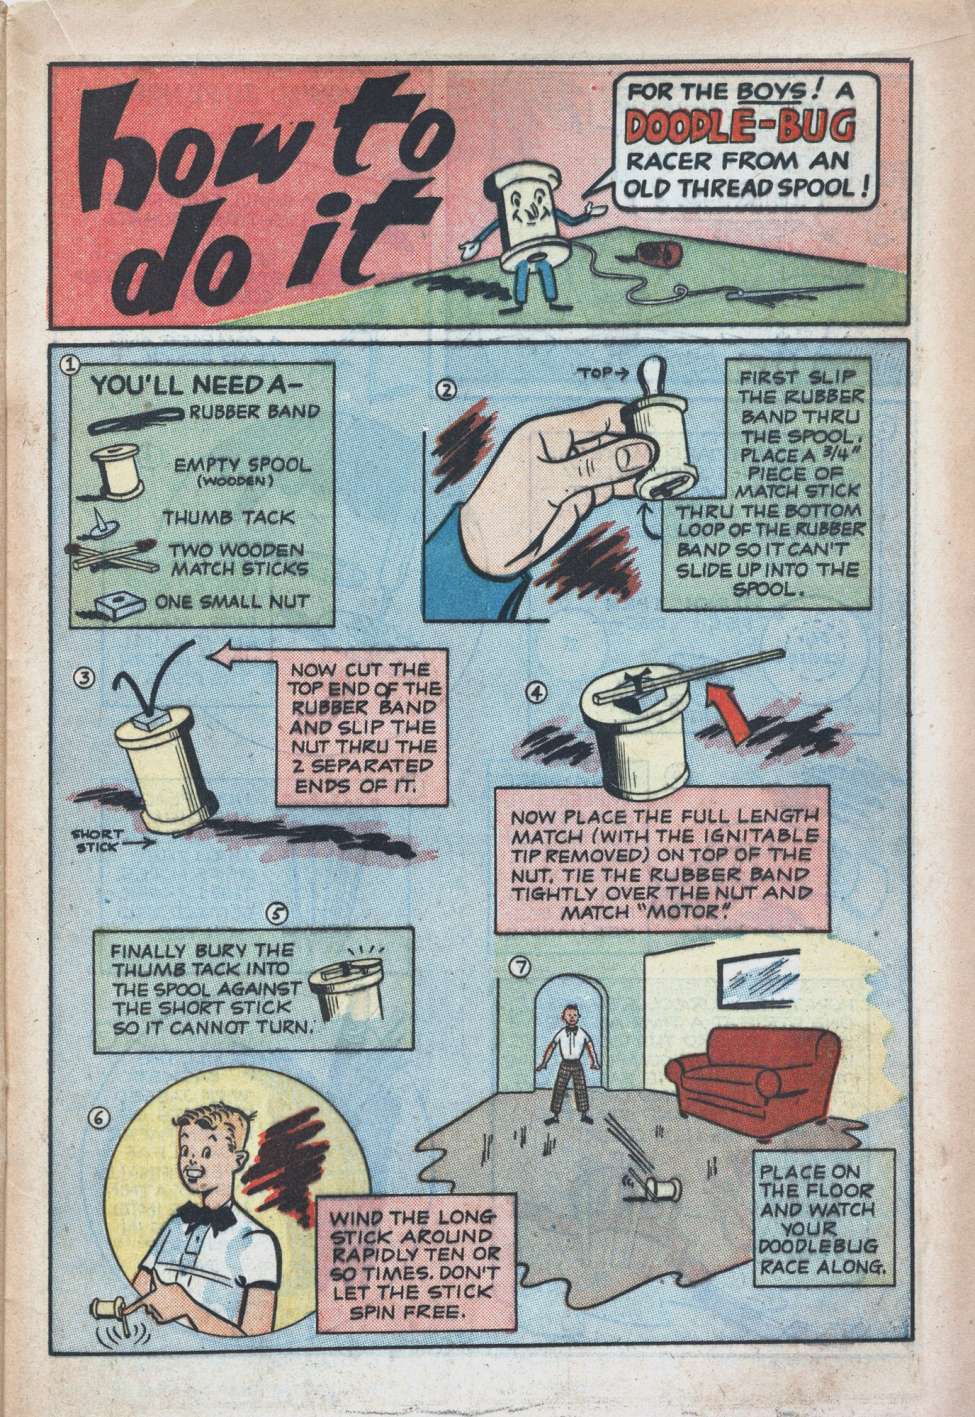 how to
do it
FOR THE BOYS! A
DOODLE-BUG
RACER FROM AN
OLD THREAD SPOOL!
1
YOU'LL NEED A-
RUBBER BAND
EMPTY SPOOL
(WOODEN)
THUMB TACK
TWO WOODEN
MATCH STICKS
ONE SMALL NUT
2
TOP→
FIRST SLIP
THE RUBBER
BAND THRU
THE SPOOL.
PLACE A 3/4"
PIECE OF
MATCH STICK
THRU THE BOTTOM
LOOP OF THE RUBBER
BAND SO IT CAN'T
SLIDE UP INTO THE
SPOOL.
3
NOW CUT THE
TOP END OF THE
RUBBER BAND
AND SLIP THE
NUT THRU THE
2 SEPARATED
ENDS OF IT.
SHORT
STICK→
4
NOW PLACE THE FULL LENGTH
MATCH (WITH THE IGNITABLE
TIP REMOVED) ON TOP OF THE
NUT. TIE THE RUBBER BAND
TIGHTLY OVER THE NUT AND
MATCH "MOTOR."
5
FINALLY BURY THE
THUMB TACK INTO
THE SPOOL AGAINST
THE SHORT STICK
SO IT CANNOT TURN.
6
WIND THE LONG
STICK AROUND
RAPIDLY TEN OR
SO TIMES. DON'T
LET THE STICK
SPIN FREE.
7
PLACE ON
THE FLOOR
AND WATCH
YOUR
DOODLEBUG
RACE ALONG.